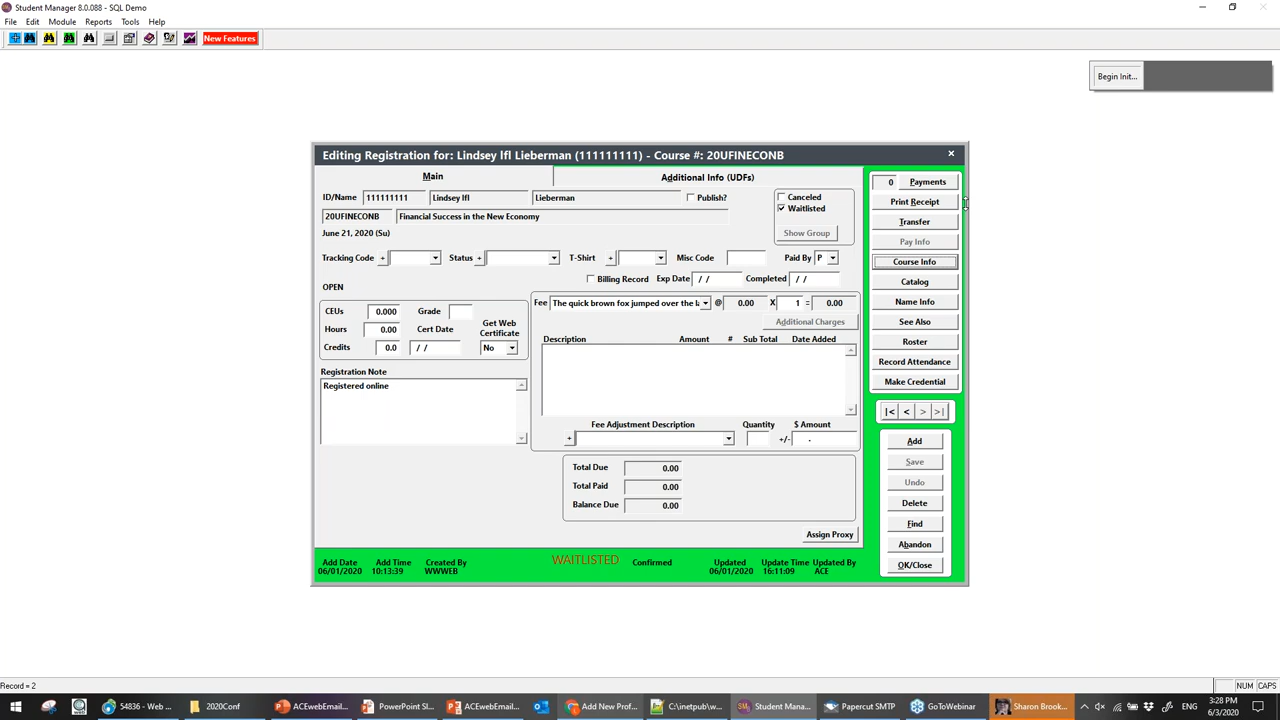 Student Manager 8.0.088 - SQL Demo
File Edit Module Reports Tools Help
New Features
Begin Init...
Editing Registration for: Lindsey lfl Lieberman (111111111) - Course #: 20UFINECONB
Main Additional Info (UDFs)
ID/Name 111111111 Lindsey lfl Lieberman Publish?
Canceled
Waitlisted
Show Group
20UFINECONB Financial Success in the New Economy
June 21, 2020 (Su)
Tracking Code + Status + T-Shirt + Misc Code Paid By P
Billing Record Exp Date / / Completed / /
OPEN
CEUs 0.000 Grade
Hours 0.00 Cert Date
Credits 0.0 / /
Get Web
Certificate
No
Fee The quick brown fox jumped over the la @ 0.00 X 1 = 0.00
Additional Charges
Description Amount # Sub Total Date Added
Registration Note
Registered online
Fee Adjustment Description Quantity $ Amount
+ +/- .
Total Due 0.00
Total Paid 0.00
Balance Due 0.00
Assign Proxy
Add Date Add Time Created By WAITLISTED Confirmed Updated Update Time Updated By
06/01/2020 10:13:39 WWWEB 06/01/2020 16:11:09 ACE
0 Payments
Print Receipt
Transfer
Pay Info
Course Info
Catalog
Name Info
See Also
Roster
Record Attendance
Make Credential
|< < > >|
Add
Save
Undo
Delete
Find
Abandon
OK/Close
Record = 2 NUM CAPS
54836 - Web ... 2020Conf ACEwebEmail... PowerPoint Sl... ACEwebEmail... Add New Prof... C:\inetpub\w... Student Mana... Papercut SMTP GoToWebinar Sharon Brook... 3:28 PM
6/3/2020